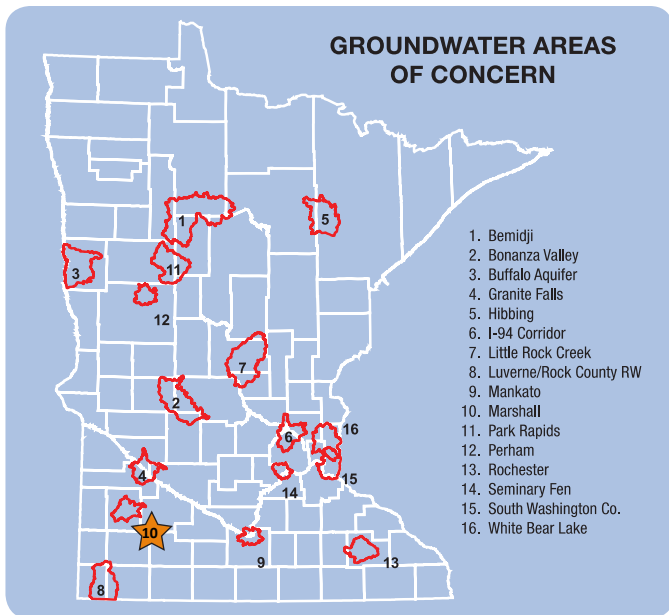 GROUNDWATER AREAS
OF CONCERN
1
5
11
3
12
7
2
6
16
4
15
14
10
9
13
8
1. Bemidji
2. Bonanza Valley
3. Buffalo Aquifer
4. Granite Falls
5. Hibbing
6. I-94 Corridor
7. Little Rock Creek
8. Luverne/Rock County RW
9. Mankato
10. Marshall
11. Park Rapids
12. Perham
13. Rochester
14. Seminary Fen
15. South Washington Co.
16. White Bear Lake